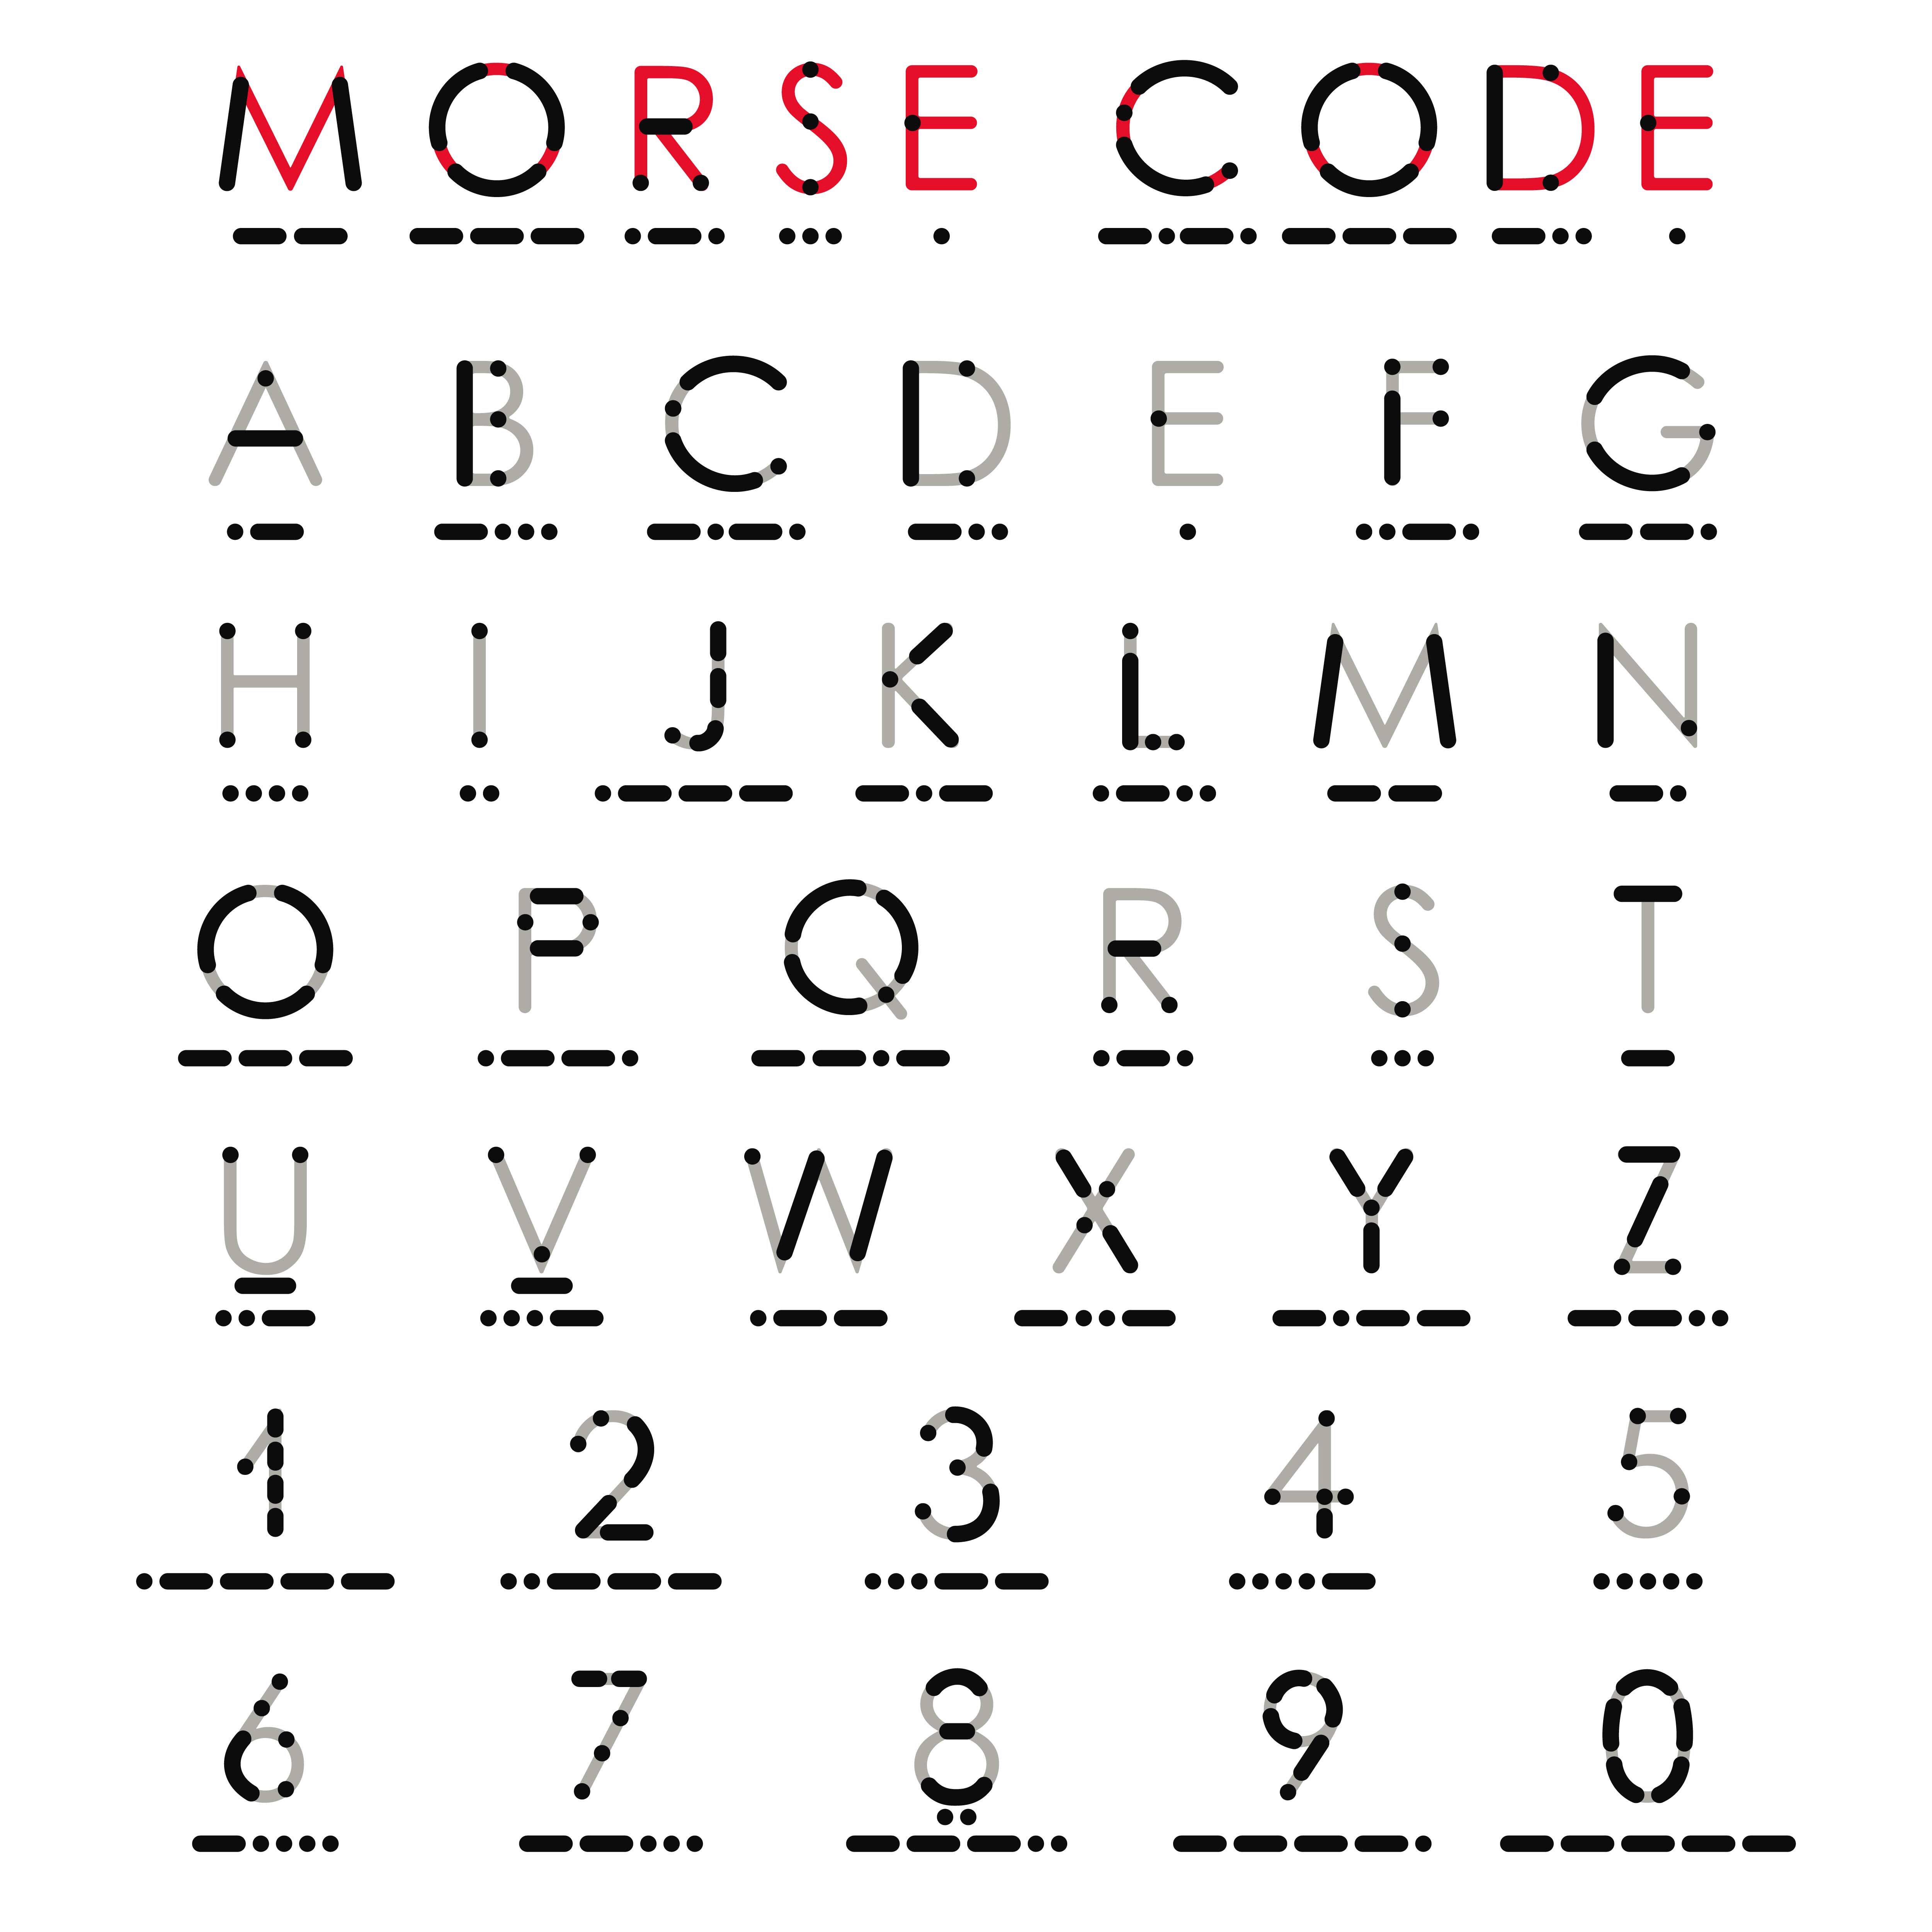 MORSE CODE
−− −−− ·−· ··· · −·−· −−− −·· ·
A B C D E F G
·− −··· −·−· −·· · ··−· −−·
H I J K L M N
···· ·· ·−−− −·− ·−·· −− −·
O P Q R S T
−−− ·−−· −−·− ·−· ··· −
U V W X Y Z
··− ···− ·−− −··− −·−− −−··
1 2 3 4 5
·−−−− ··−−− ···−− ····− ·····
6 7 8 9 0
−···· −−··· −−−·· −−−−· −−−−−